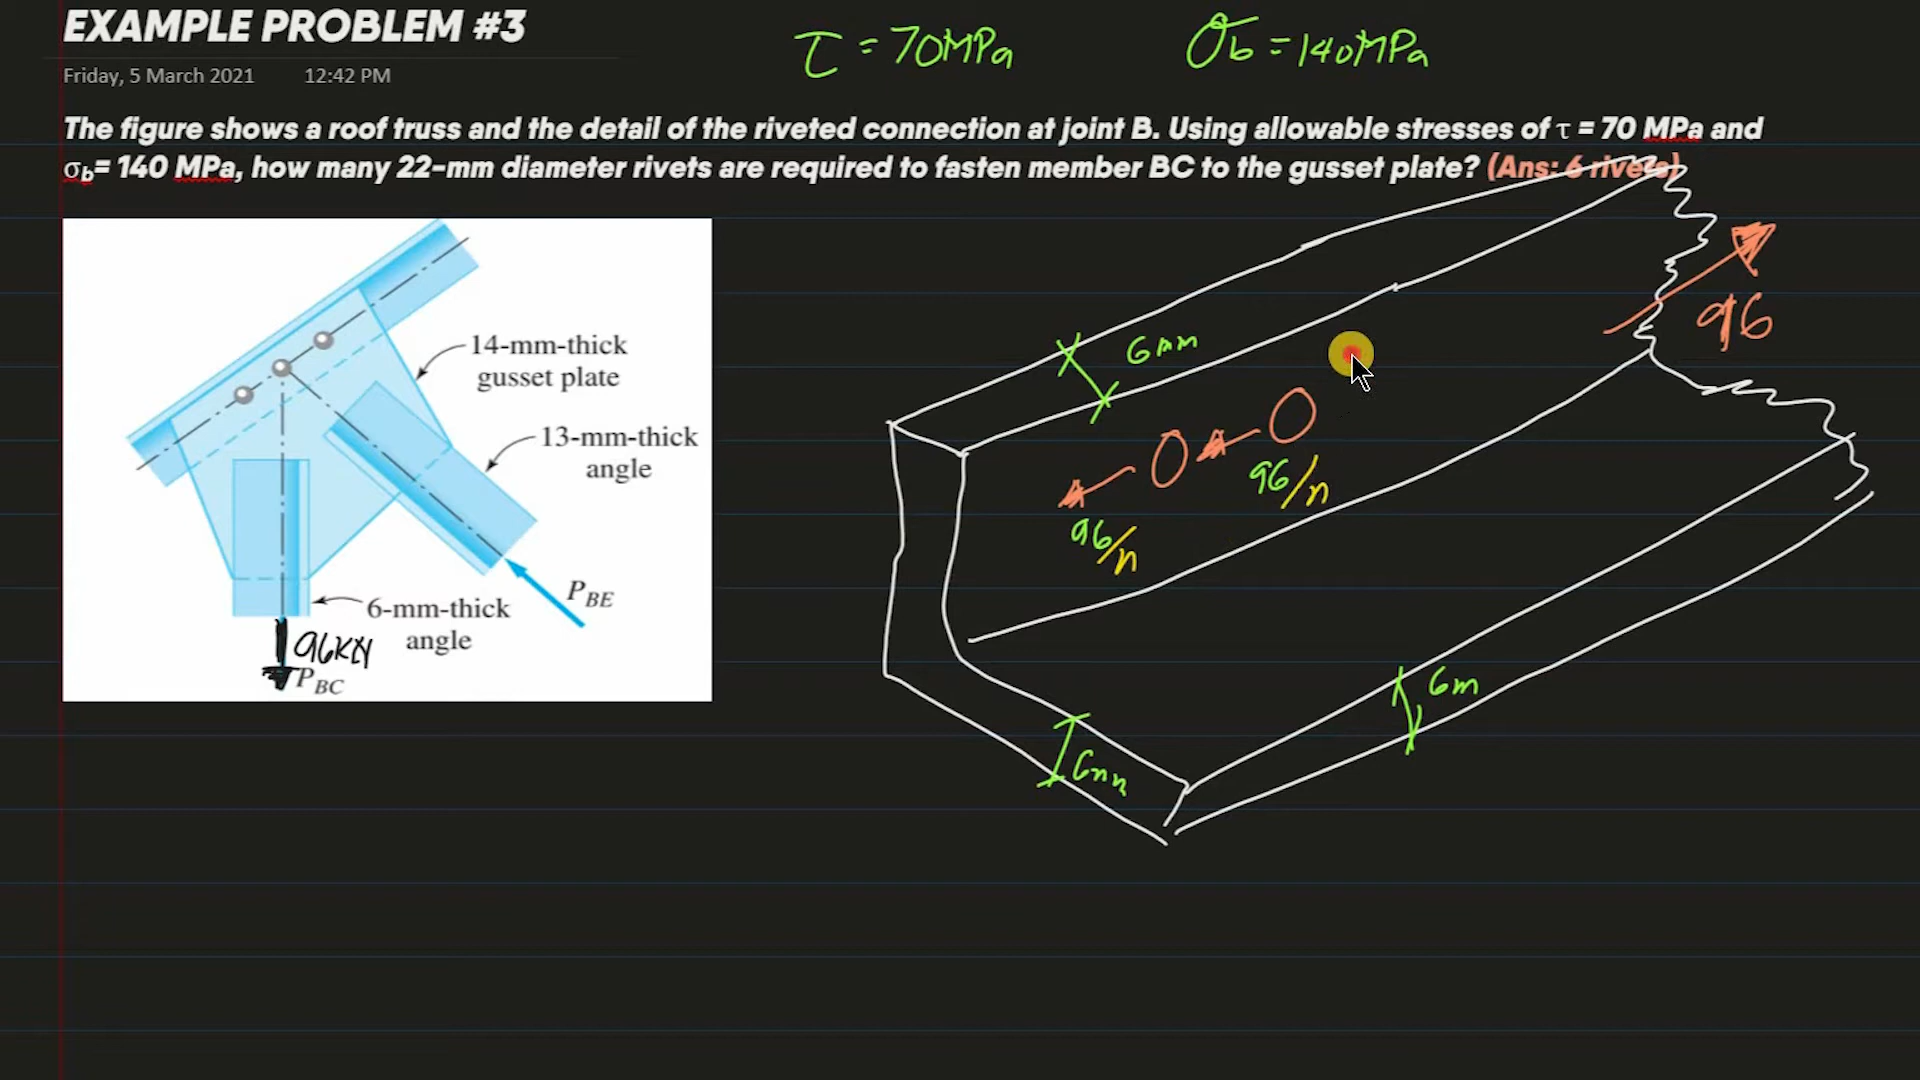 EXAMPLE PROBLEM #3
Friday, 5 March 2021 12:42 PM
τ = 70MPa σb = 140MPa
The figure shows a roof truss and the detail of the riveted connection at joint B. Using allowable stresses of τ = 70 MPa and
σb= 140 MPa, how many 22-mm diameter rivets are required to fasten member BC to the gusset plate? (Ans: 6 rivets)
14-mm-thick
gusset plate
13-mm-thick
angle
PBE
6-mm-thick
angle
96KN
PBC
6mm
96
96/n
96/n
6m
6mm